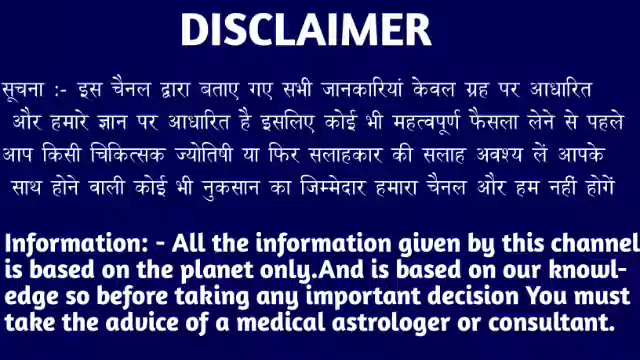 DISCLAIMER
सूचना :- इस चैनल द्वारा बताए गए सभी जानकारियां केवल ग्रह पर आधारित
और हमारे ज्ञान पर आधारित है इसलिए कोई भी महत्वपूर्ण फैसला लेने से पहले
आप किसी चिकित्सक ज्योतिषी या फिर सलाहकार की सलाह अवश्य लें आपके
साथ होने वाली कोई भी नुकसान का जिम्मेदार हमारा चैनल और हम नहीं होगें
Information: - All the information given by this channel
is based on the planet only.And is based on our knowl-
edge so before taking any important decision You must
take the advice of a medical astrologer or consultant.